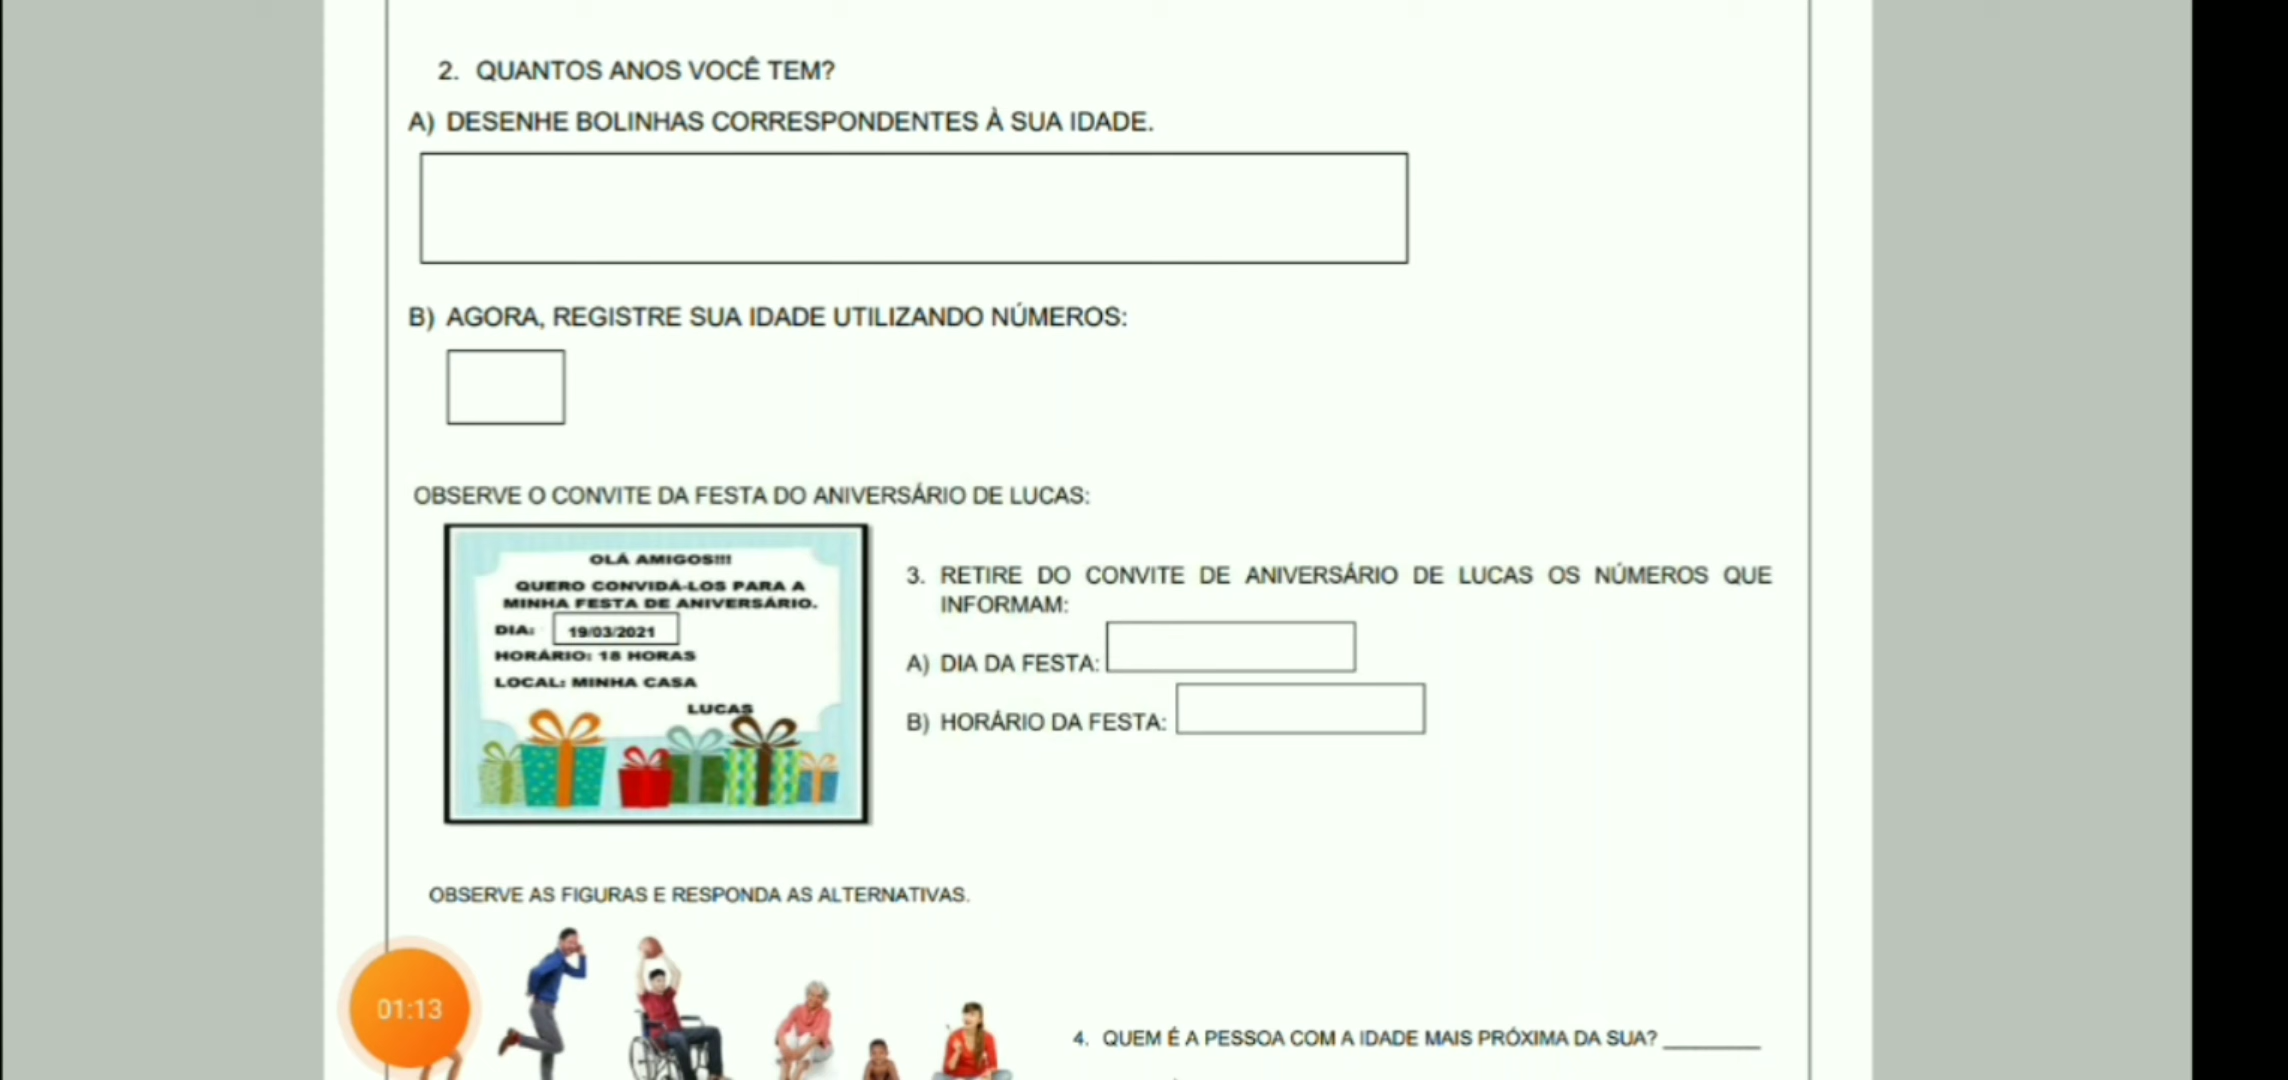 2. QUANTOS ANOS VOCÊ TEM?
A) DESENHE BOLINHAS CORRESPONDENTES À SUA IDADE.
B) AGORA, REGISTRE SUA IDADE UTILIZANDO NÚMEROS:
OBSERVE O CONVITE DA FESTA DO ANIVERSÁRIO DE LUCAS:
OLÁ AMIGOS!!!
QUERO CONVIDÁ-LOS PARA A
MINHA FESTA DE ANIVERSÁRIO.
DIA: 19/03/2021
HORÁRIO: 18 HORAS
LOCAL: MINHA CASA
LUCAS
3. RETIRE DO CONVITE DE ANIVERSÁRIO DE LUCAS OS NÚMEROS QUE
INFORMAM:
A) DIA DA FESTA:
B) HORÁRIO DA FESTA:
OBSERVE AS FIGURAS E RESPONDA AS ALTERNATIVAS.
01:13
4. QUEM É A PESSOA COM A IDADE MAIS PRÓXIMA DA SUA? ________